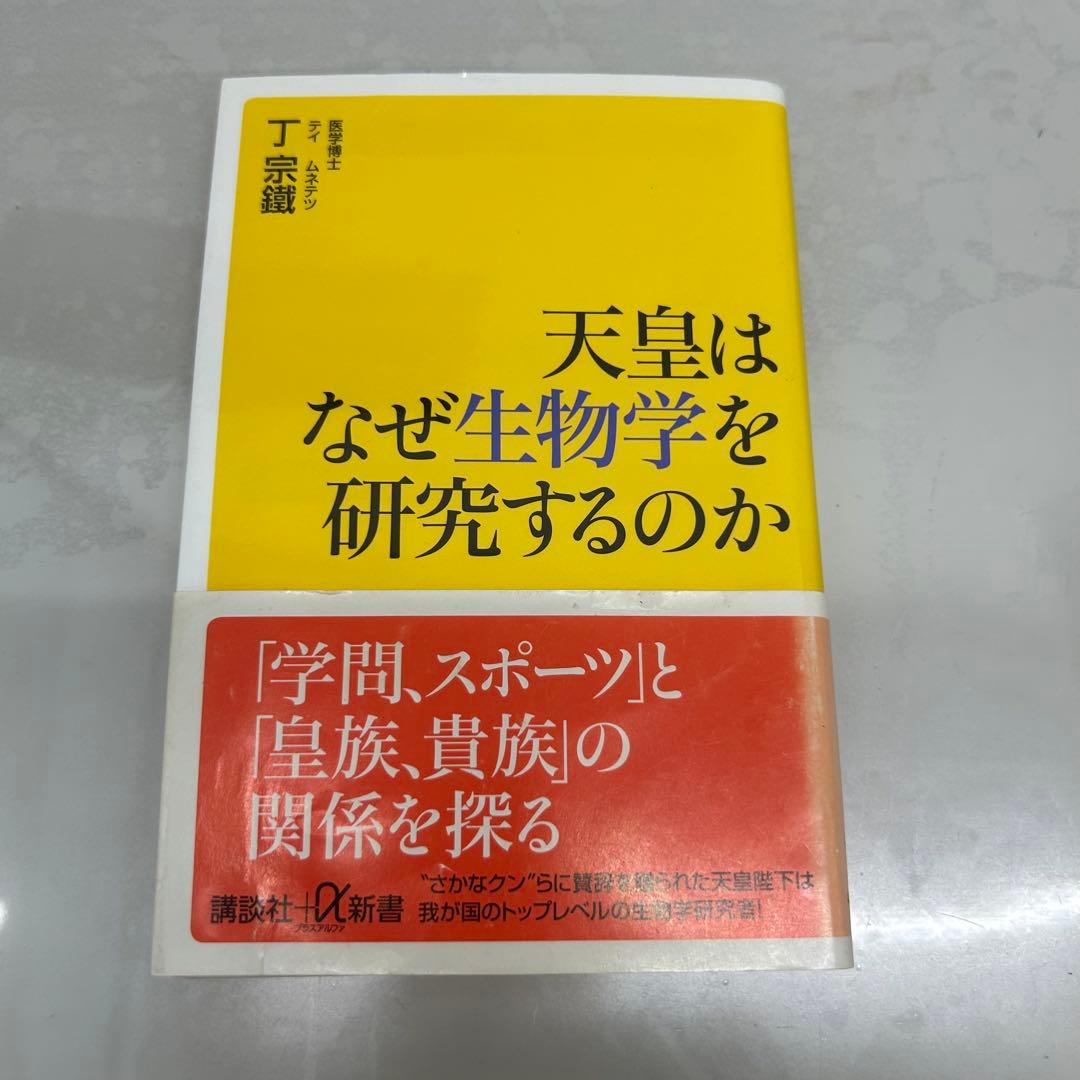 医学博士
テイ ムネテツ
丁 宗鐵
天皇は
なぜ生物学を
研究するのか
「学問、スポーツ」と
「皇族、貴族」の
関係を探る
"さかなクン"らに賛辞を贈られた天皇陛下は
我が国のトップレベルの生物学研究者!
講談社+α新書
プラスアルファ